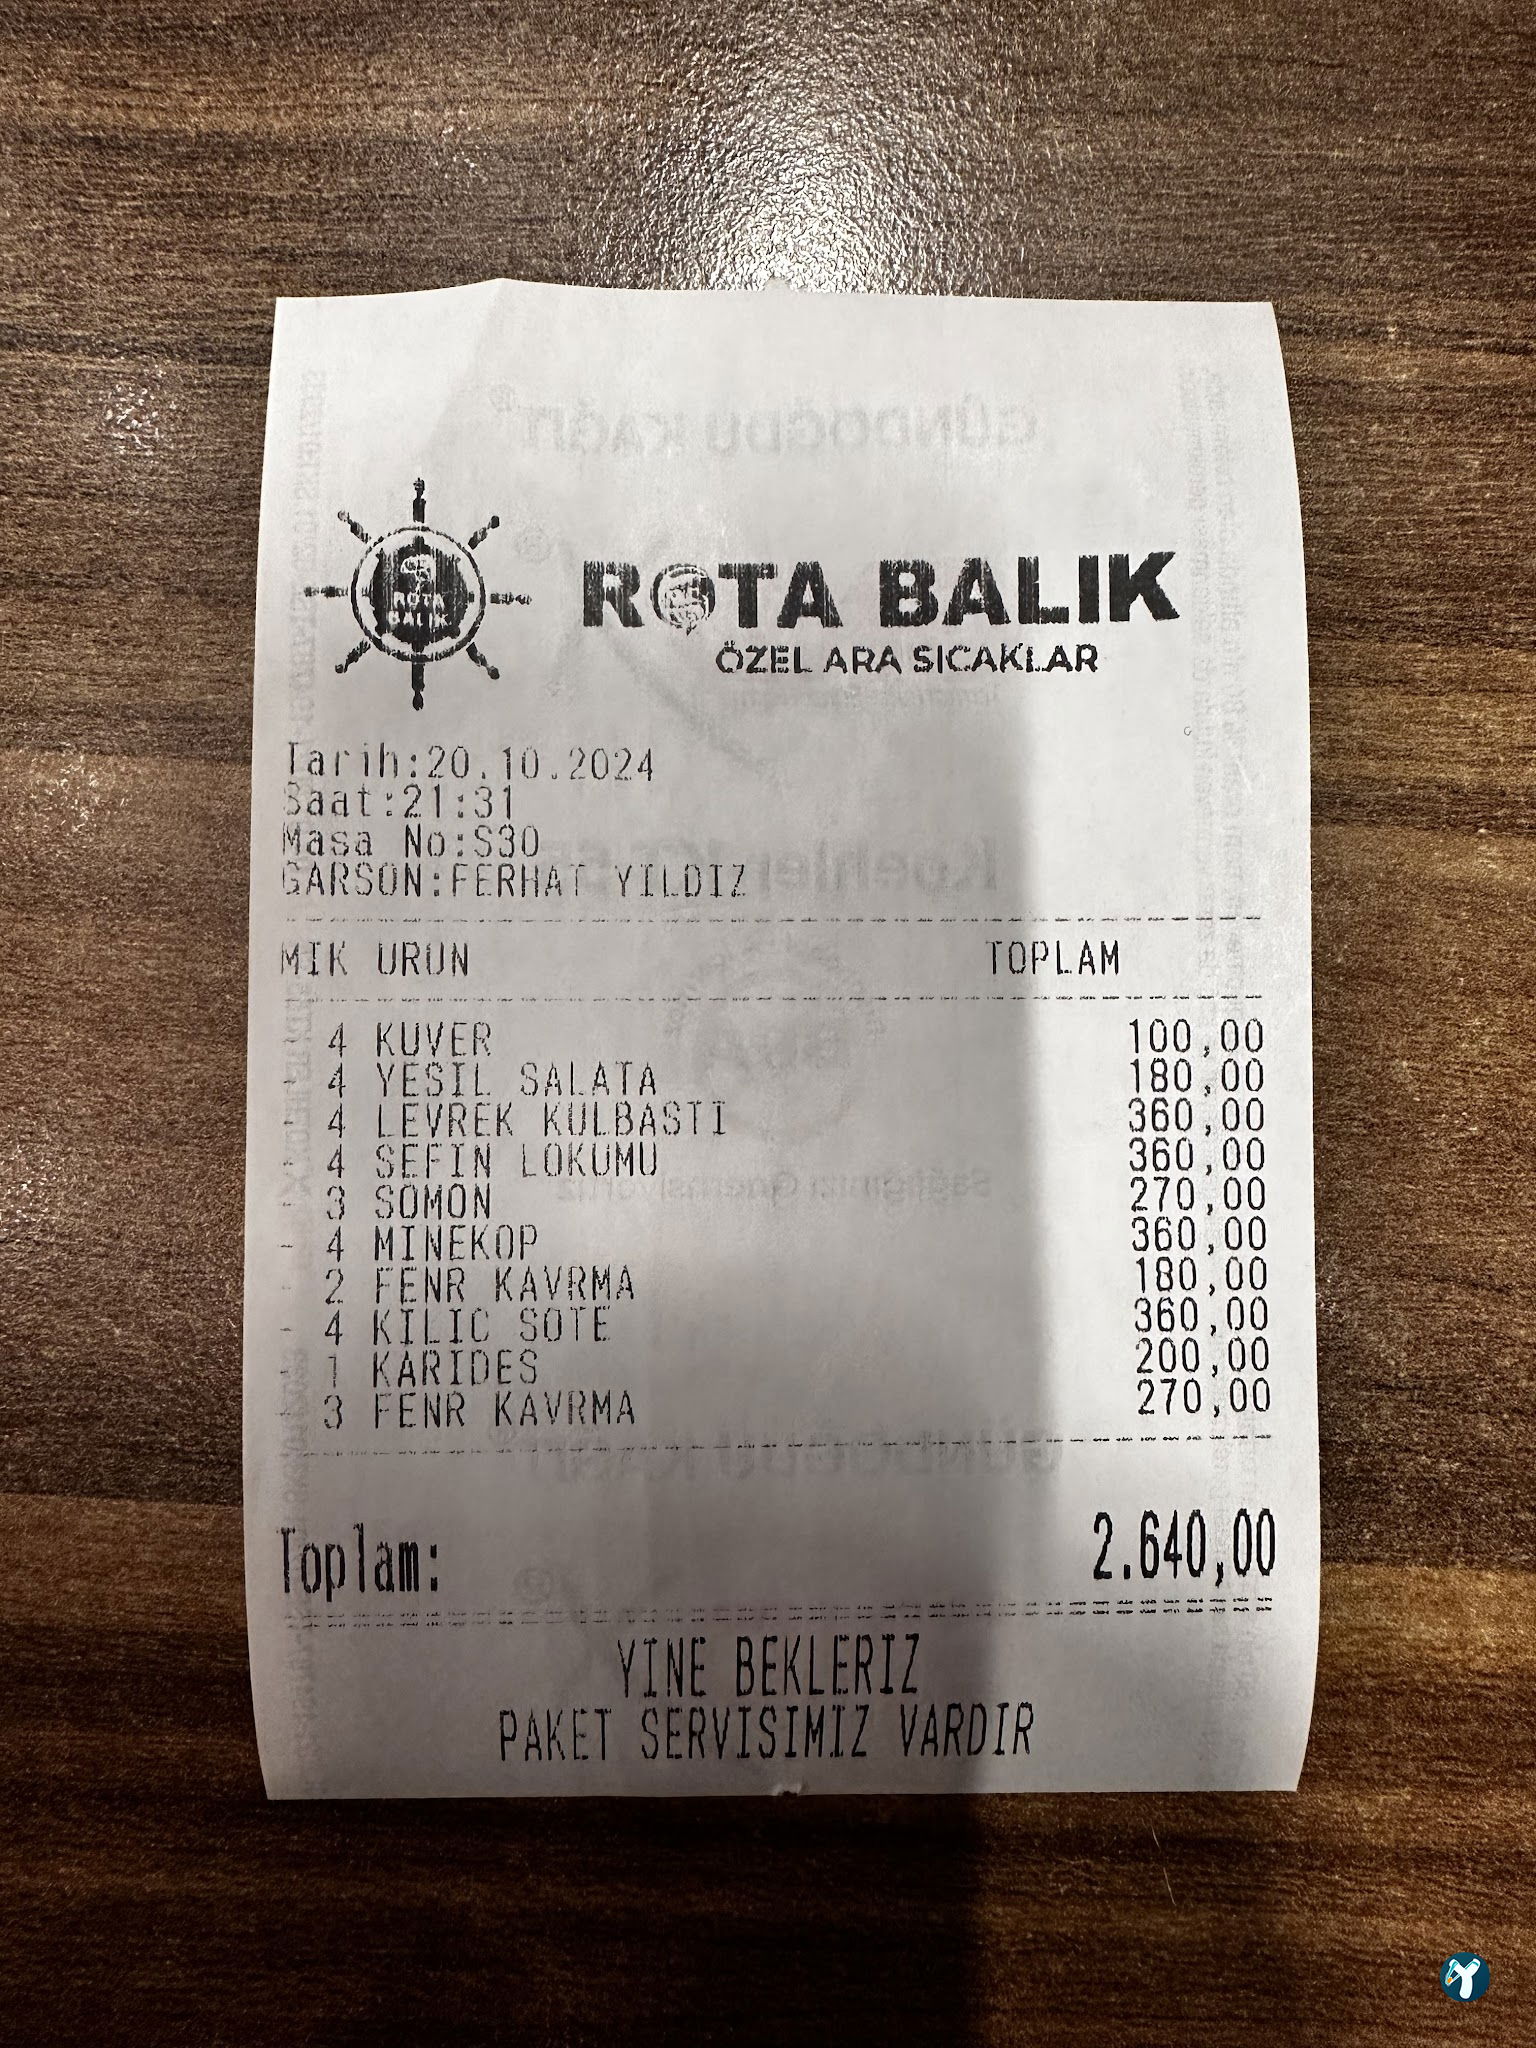 ROTA BALIK
ROTA BALIK
ÖZEL ARA SICAKLAR
Tarih:20.10.2024
Saat:21:31
Masa No:S30
GARSON:FERHAT YILDIZ
MIK URUN TOPLAM
4 KUVER 100,00
4 YESIL SALATA 180,00
4 LEVREK KULBASTI 360,00
4 SEFIN LOKUMU 360,00
3 SOMON 270,00
4 MINEKOP 360,00
2 FENR KAVRMA 180,00
4 KILIC SOTE 360,00
1 KARIDES 200,00
3 FENR KAVRMA 270,00
Toplam: 2.640,00
YINE BEKLERIZ
PAKET SERVISIMIZ VARDIR